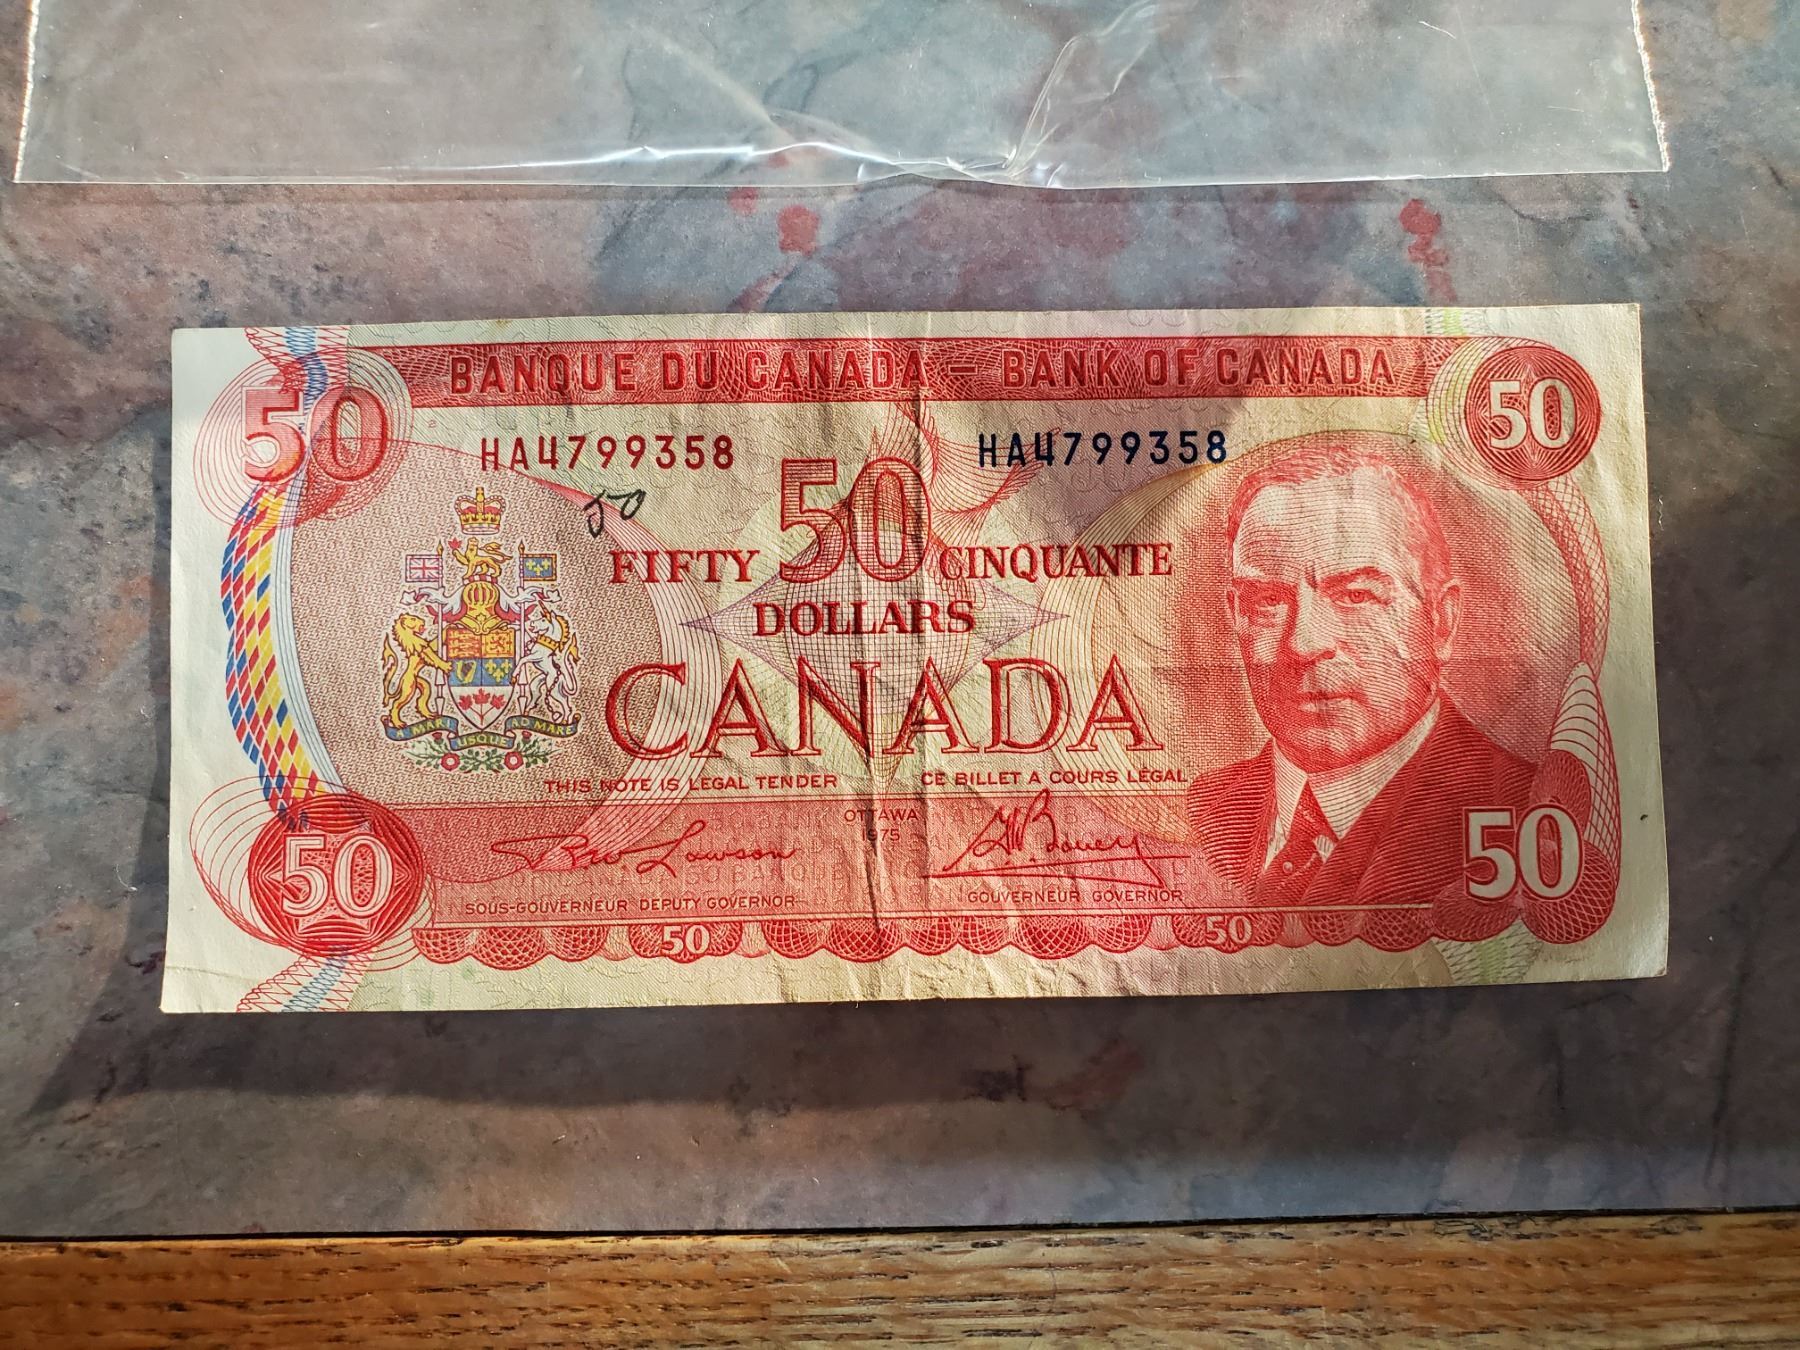 BANQUE DU CANADA — BANK OF CANADA
50
50
HA4799358
HA4799358
50
50
FIFTY
CINQUANTE
DOLLARS
CANADA
A MARI
USQUE
AD MARE
THIS NOTE IS LEGAL TENDER
CE BILLET A COURS LÉGAL
OTTAWA
1975
Lawson
Bouey
SOUS-GOUVERNEUR DEPUTY GOVERNOR
GOUVERNEUR GOVERNOR
50
50
50
50